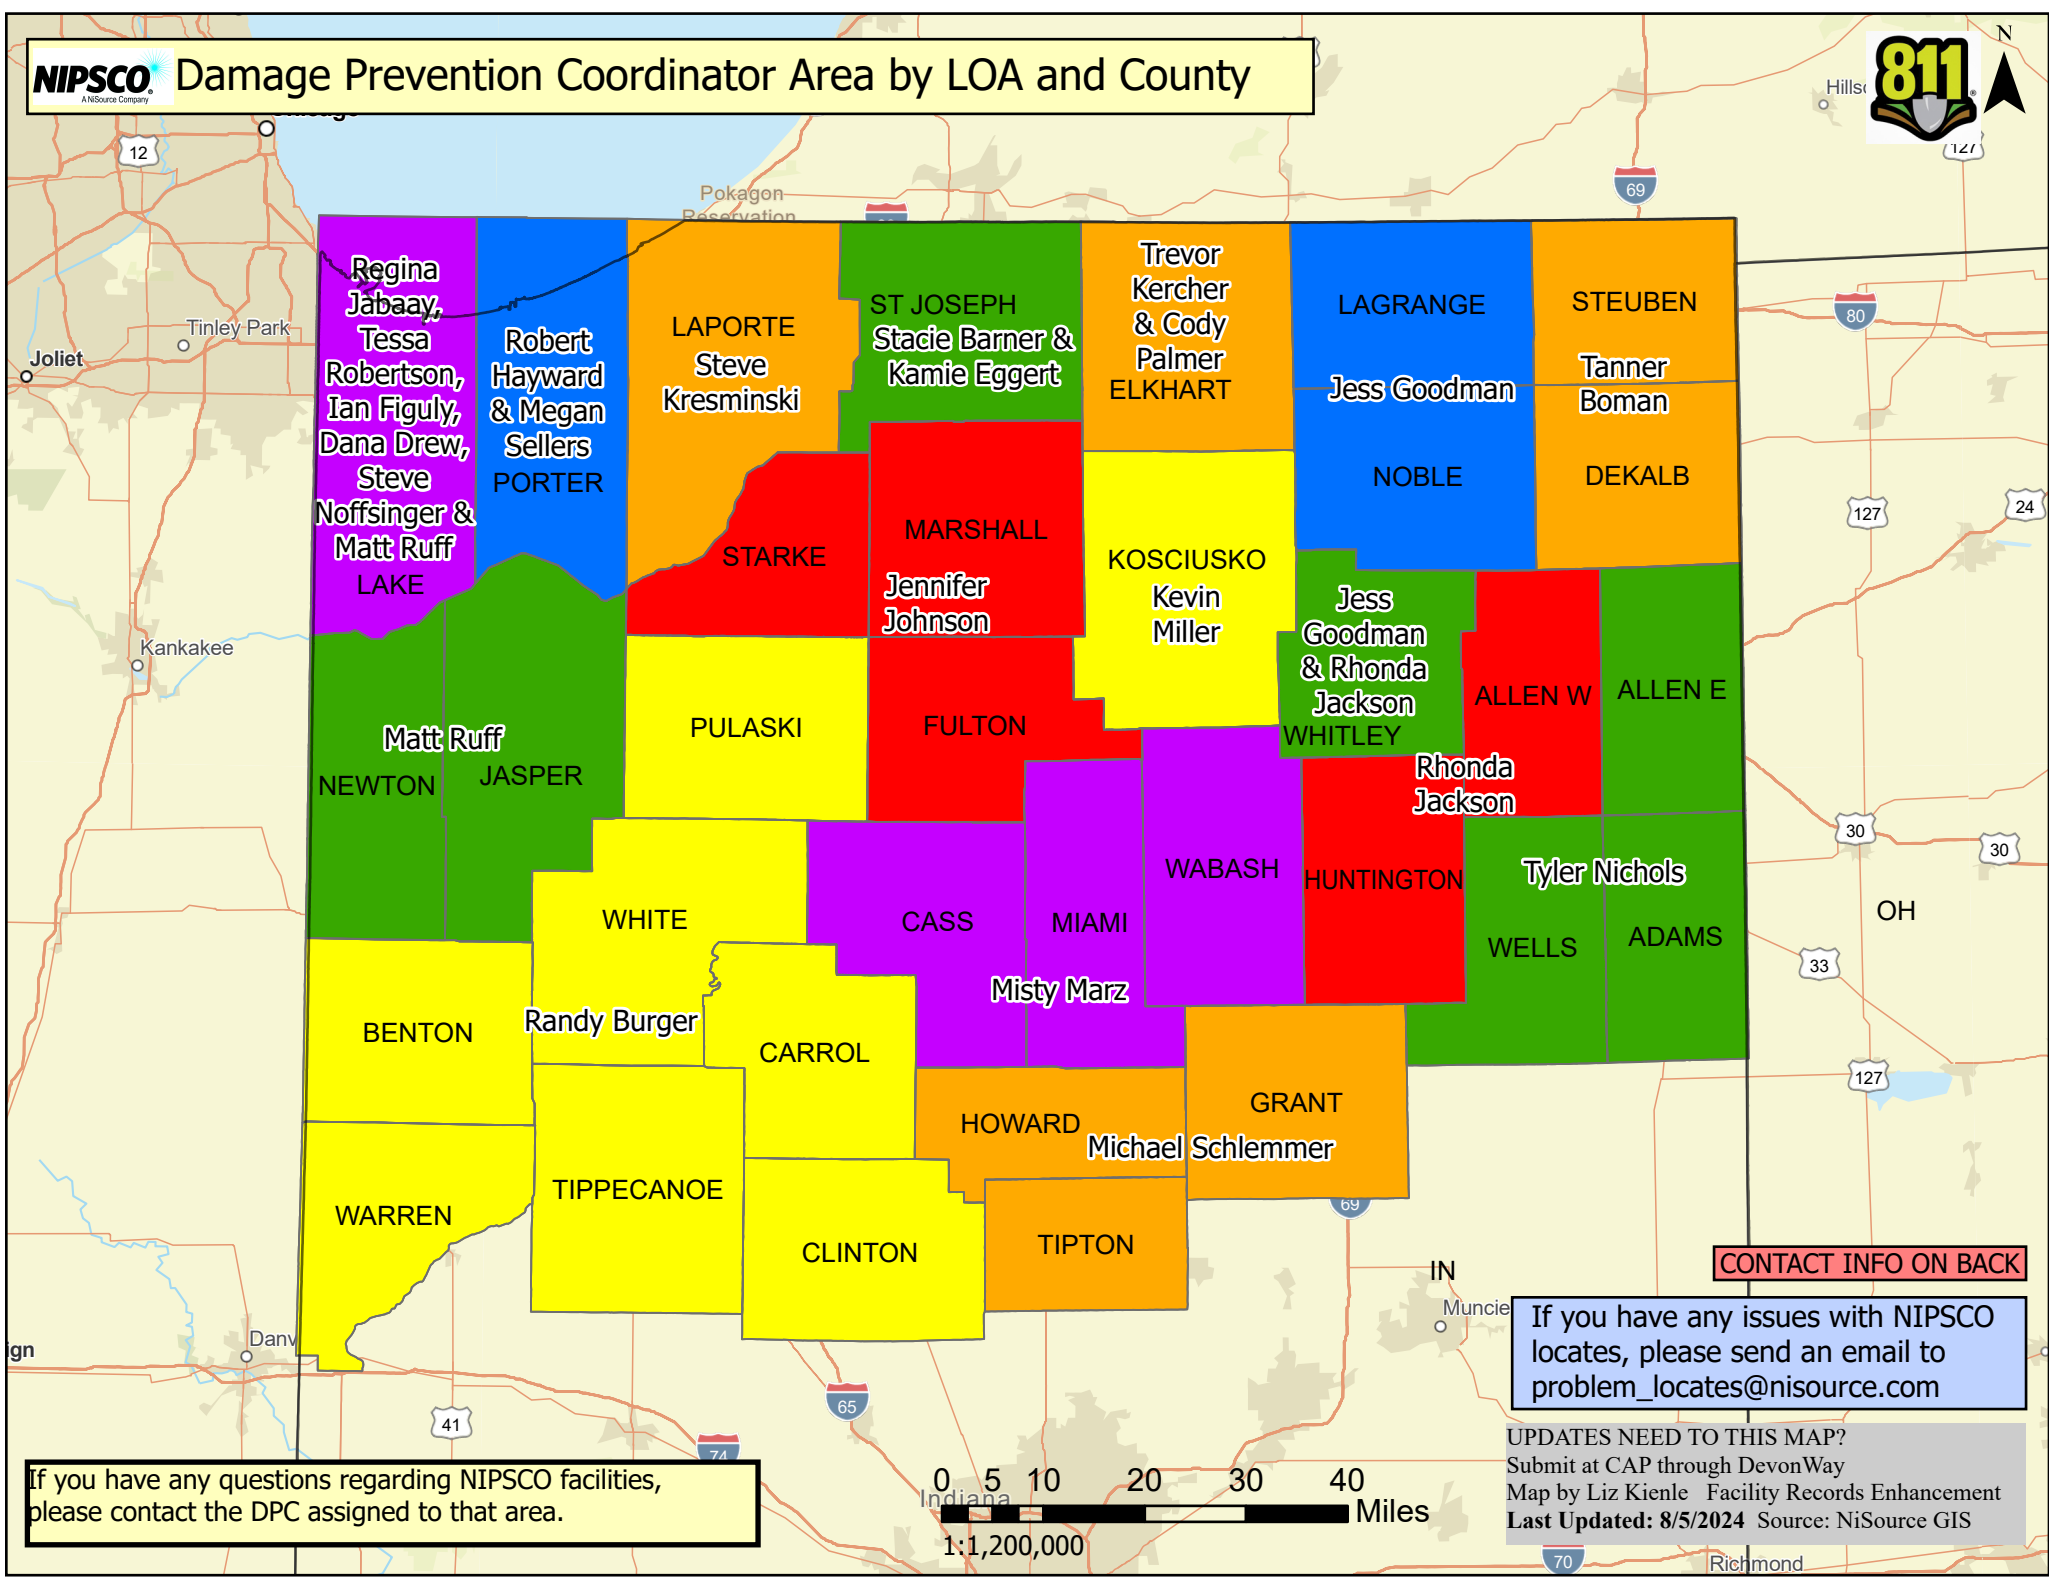 NIPSCO®
A NiSource Company
Damage Prevention Coordinator Area by LOA and County
811
N
12
Pokagon
Reservation
69
127
Tinley Park
Joliet
Kankakee
Regina
Jabaay,
Tessa
Robertson,
Ian Figuly,
Dana Drew,
Steve
Noffsinger &
Matt Ruff
LAKE
Robert
Hayward
& Megan
Sellers
PORTER
LAPORTE
Steve
Kresminski
ST JOSEPH
Stacie Barner &
Kamie Eggert
Trevor
Kercher
& Cody
Palmer
ELKHART
LAGRANGE
Jess Goodman
NOBLE
STEUBEN
Tanner
Boman
DEKALB
80
127
24
STARKE
MARSHALL
Jennifer
Johnson
KOSCIUSKO
Kevin
Miller
Jess
Goodman
& Rhonda
Jackson
WHITLEY
ALLEN W
ALLEN E
Rhonda
Jackson
Matt Ruff
NEWTON
JASPER
PULASKI
FULTON
WABASH
HUNTINGTON
Tyler Nichols
WELLS
ADAMS
30
30
OH
33
127
WHITE
CASS
MIAMI
Misty Marz
BENTON
Randy Burger
CARROL
HOWARD
GRANT
Michael Schlemmer
WARREN
TIPPECANOE
CLINTON
TIPTON
69
IN
Muncie
CONTACT INFO ON BACK
If you have any issues with NIPSCO
locates, please send an email to
problem_locates@nisource.com
41
65
74
UPDATES NEED TO THIS MAP?
Submit at CAP through DevonWay
Map by Liz Kienle Facility Records Enhancement
Last Updated: 8/5/2024 Source: NiSource GIS
If you have any questions regarding NIPSCO facilities,
please contact the DPC assigned to that area.
0 5 10 20 30 40
Miles
Indiana
1:1,200,000
70
Richmond